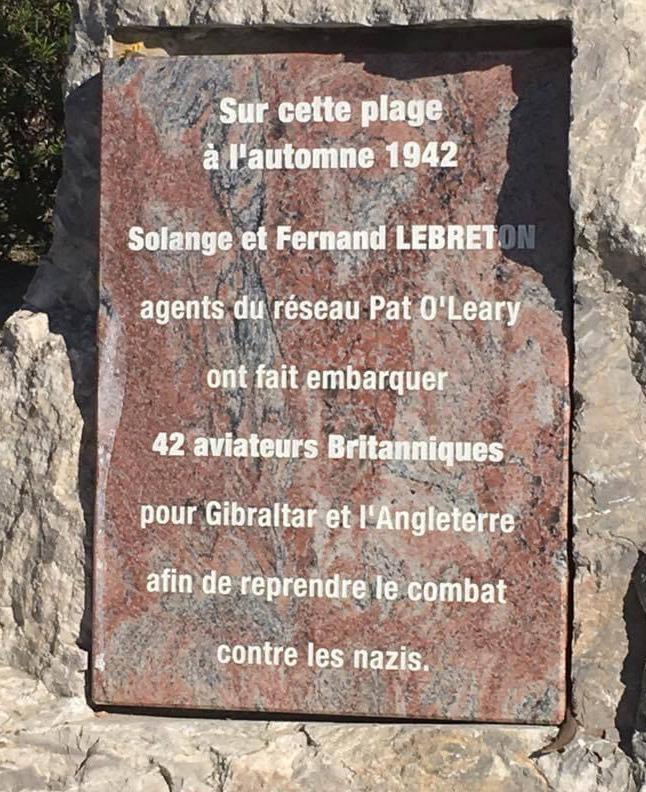 Sur cette plage
à l'automne 1942
Solange et Fernand LEBRETON
agents du réseau Pat O'Leary
ont fait embarquer
42 aviateurs Britanniques
pour Gibraltar et l'Angleterre
afin de reprendre le combat
contre les nazis.